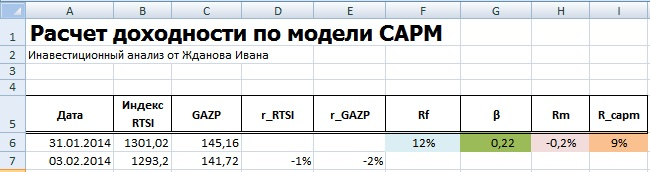 A B C D E F G H I
1 Расчет доходности по модели CAPM
2 Инавестиционный анализ от Жданова Ивана
3
4
5 Дата Индекс RTSI GAZP r_RTSI r_GAZP Rf β Rm R_capm
6 31.01.2014 1301,02 145,16 12% 0,22 -0,2% 9%
7 03.02.2014 1293,2 141,72 -1% -2%